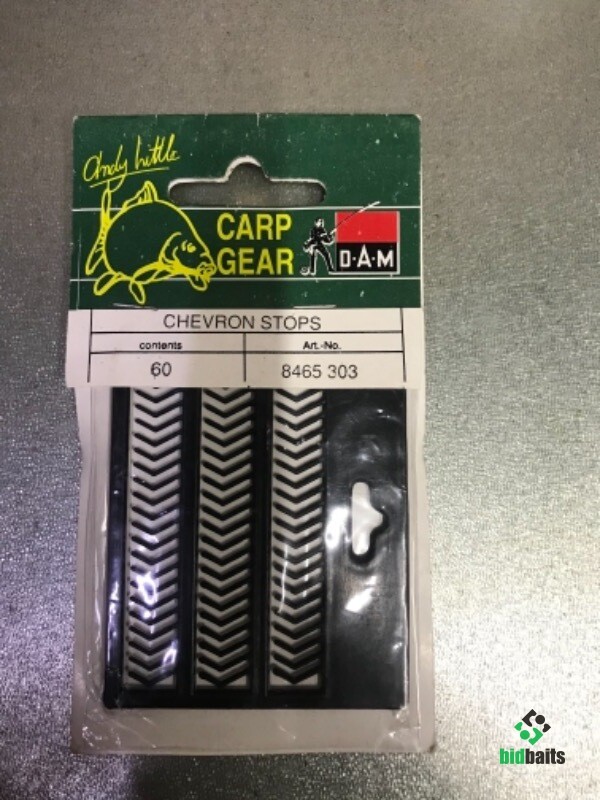 Andy Little
CARP
GEAR
D·A·M
CHEVRON STOPS
contents
Art.-No.
60
8465 303
bidbaits